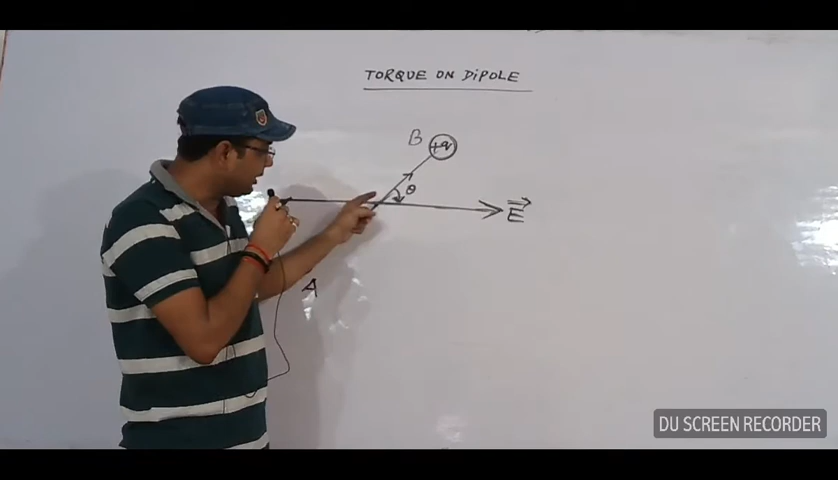 TORQUE ON DIPOLE
B +q
θ
E
A
DU SCREEN RECORDER